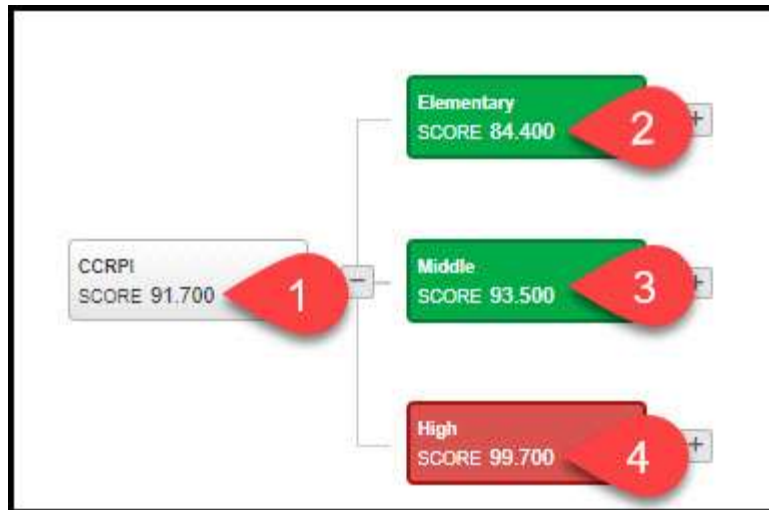 Elementary
SCORE 84.400
2
+
CCRPI
SCORE 91.700
1
−
Middle
SCORE 93.500
3
+
High
SCORE 99.700
4
+